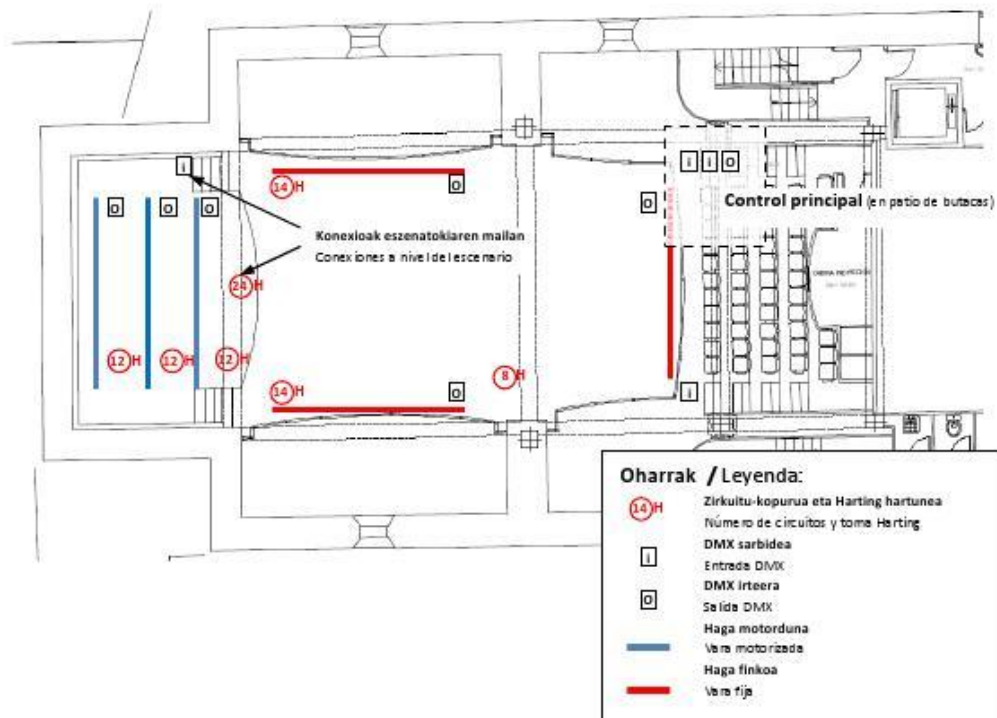 i
i i O
14 H
O
O O O
O
Control principal (en patio de butacas)
Konexioak eszenatokiaren mailan
Conexiones a nivel del escenario
24 H
12 H 12 H 12 H
8 H
14 H
O
i
Oharrak / Leyenda:
14 H
Zirkuitu-kopurua eta Harting hartunea
Número de circuitos y toma Harting
i
DMX sarbidea
Entrada DMX
O
DMX irteera
Salida DMX
Haga motorduna
Vara motorizada
Haga finkoa
Vara fija